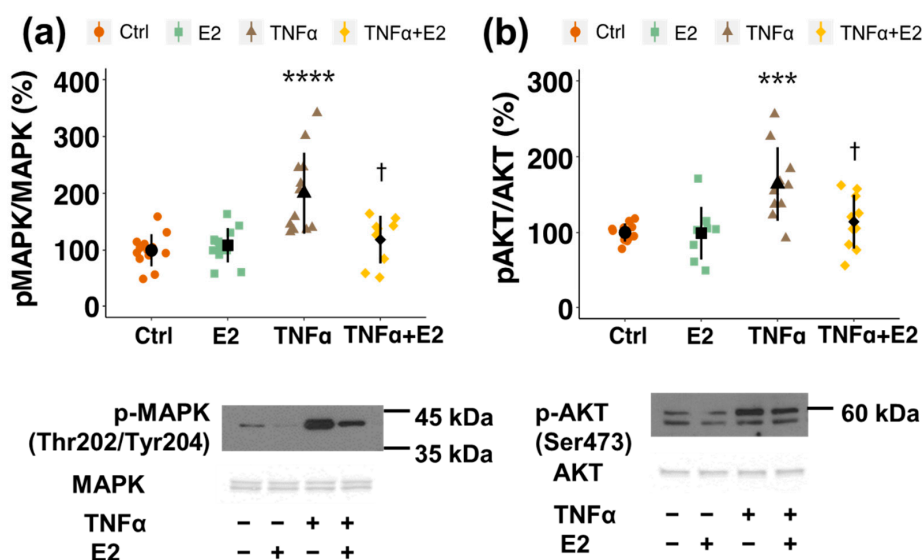 (a) Ctrl E2 TNFα TNFα+E2
****
pMAPK/MAPK (%)
400
300
200
100
0
†
Ctrl E2 TNFα TNFα+E2
p-MAPK
(Thr202/Tyr204)
45 kDa
35 kDa
MAPK
TNFα − − + +
E2 − + − +
(b) Ctrl E2 TNFα TNFα+E2
***
pAKT/AKT (%)
300
200
100
0
†
Ctrl E2 TNFα TNFα+E2
p-AKT
(Ser473)
60 kDa
AKT
TNFα − − + +
E2 − + − +